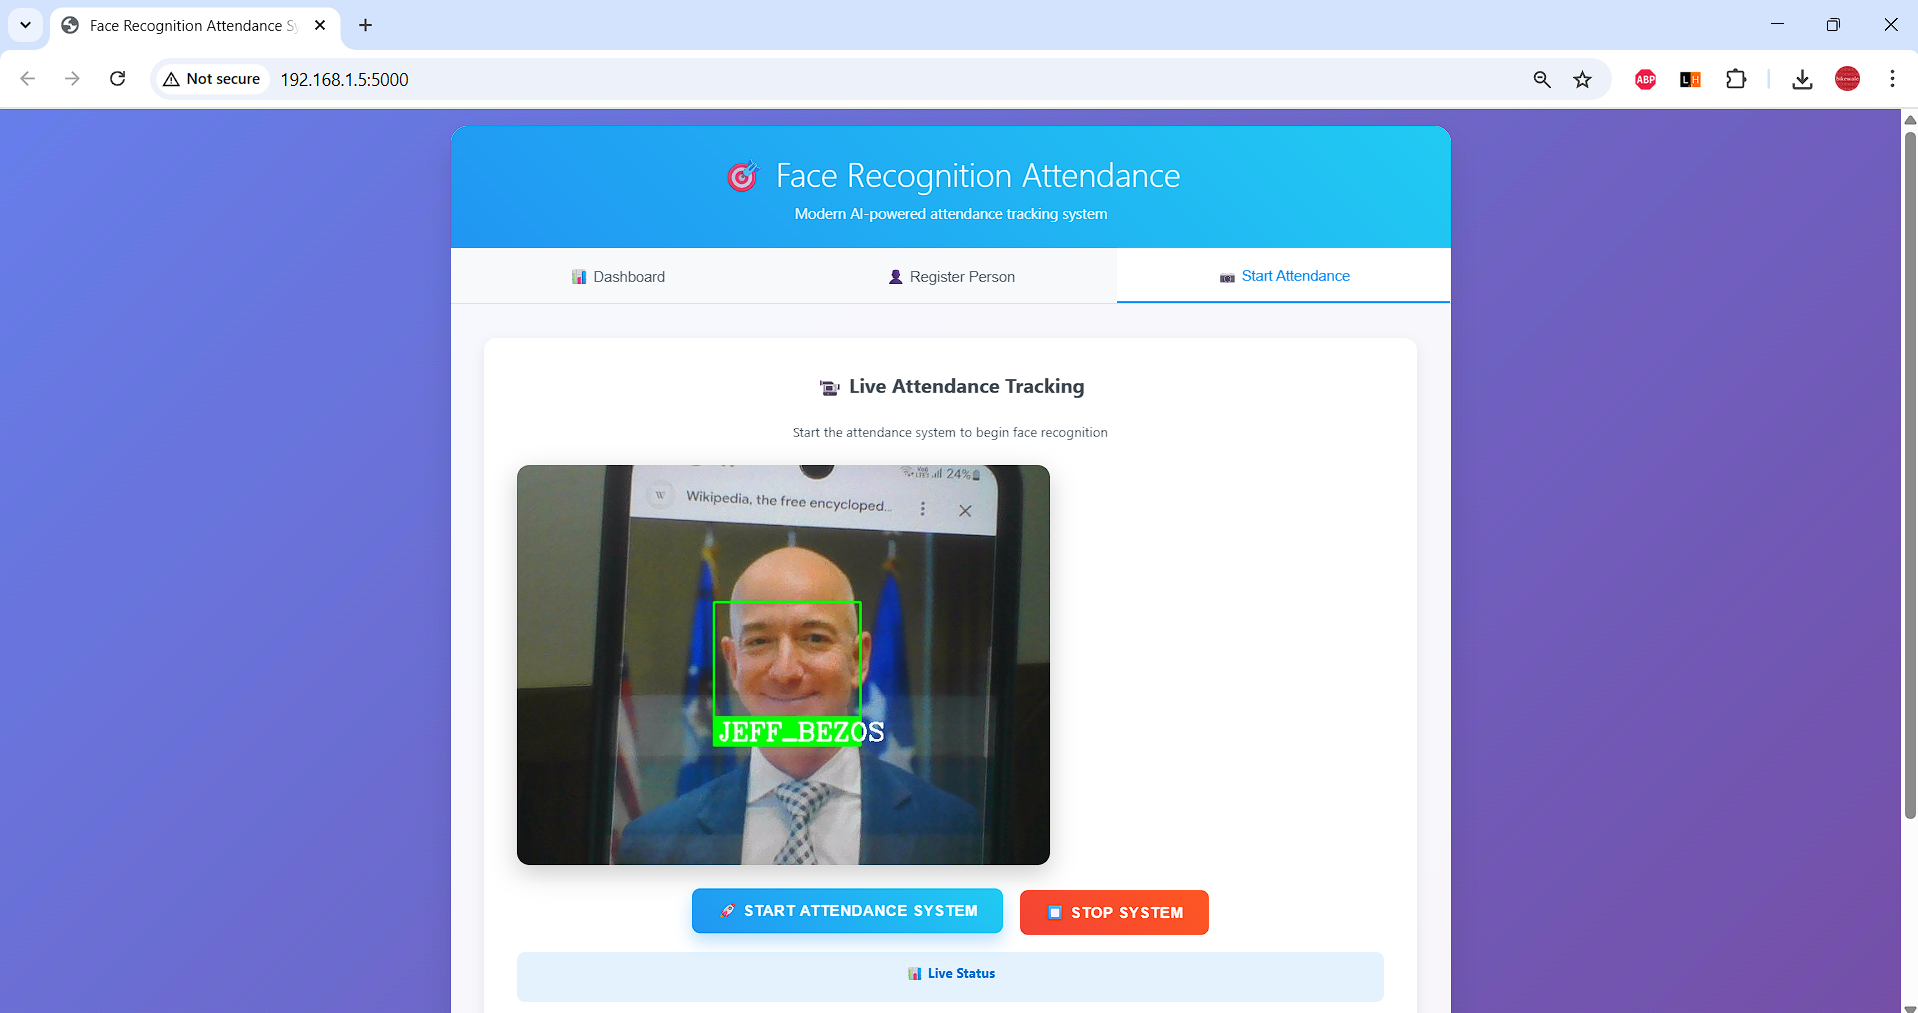 Face Recognition Attendance Sy
Not secure
192.168.1.5:5000
ABP
LH
Face Recognition Attendance
Modern AI-powered attendance tracking system
Dashboard
Register Person
Start Attendance
Live Attendance Tracking
Start the attendance system to begin face recognition
24%
W
Wikipedia, the free encycloped...
JEFF_BEZOS
START ATTENDANCE SYSTEM
STOP SYSTEM
Live Status